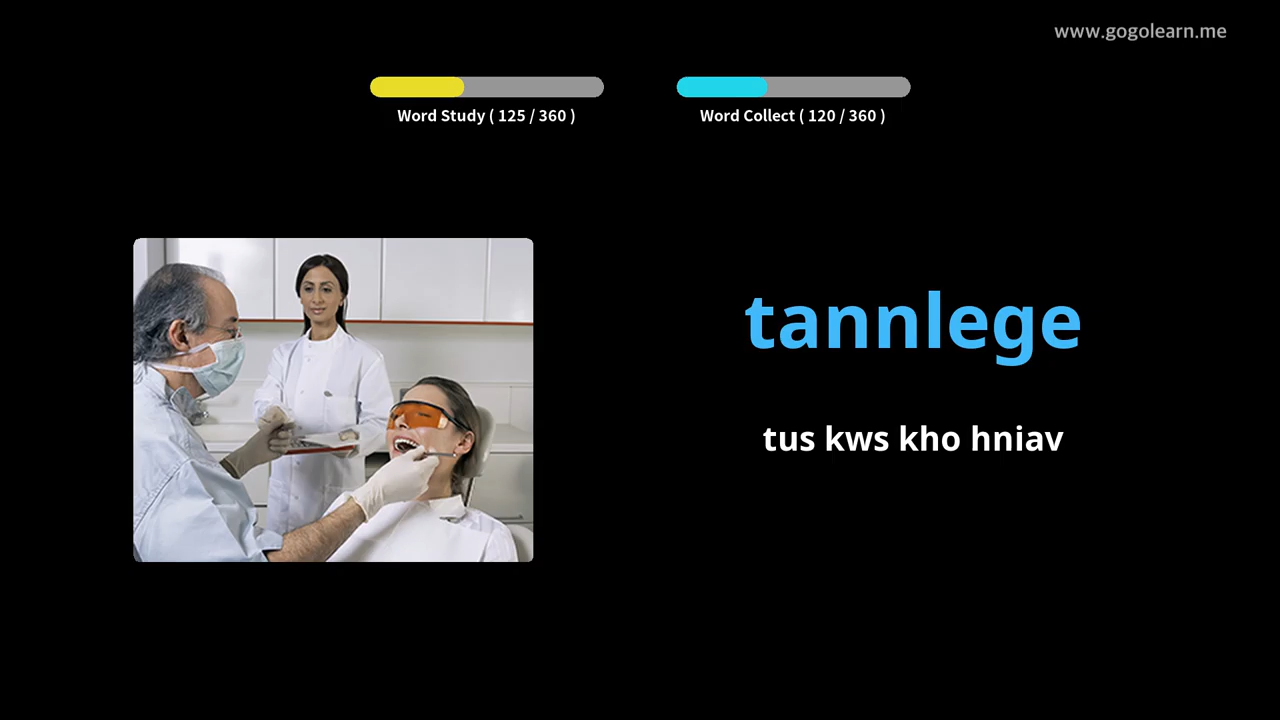 www.gogolearn.me
Word Study ( 125 / 360 )
Word Collect ( 120 / 360 )
tannlege
tus kws kho hniav